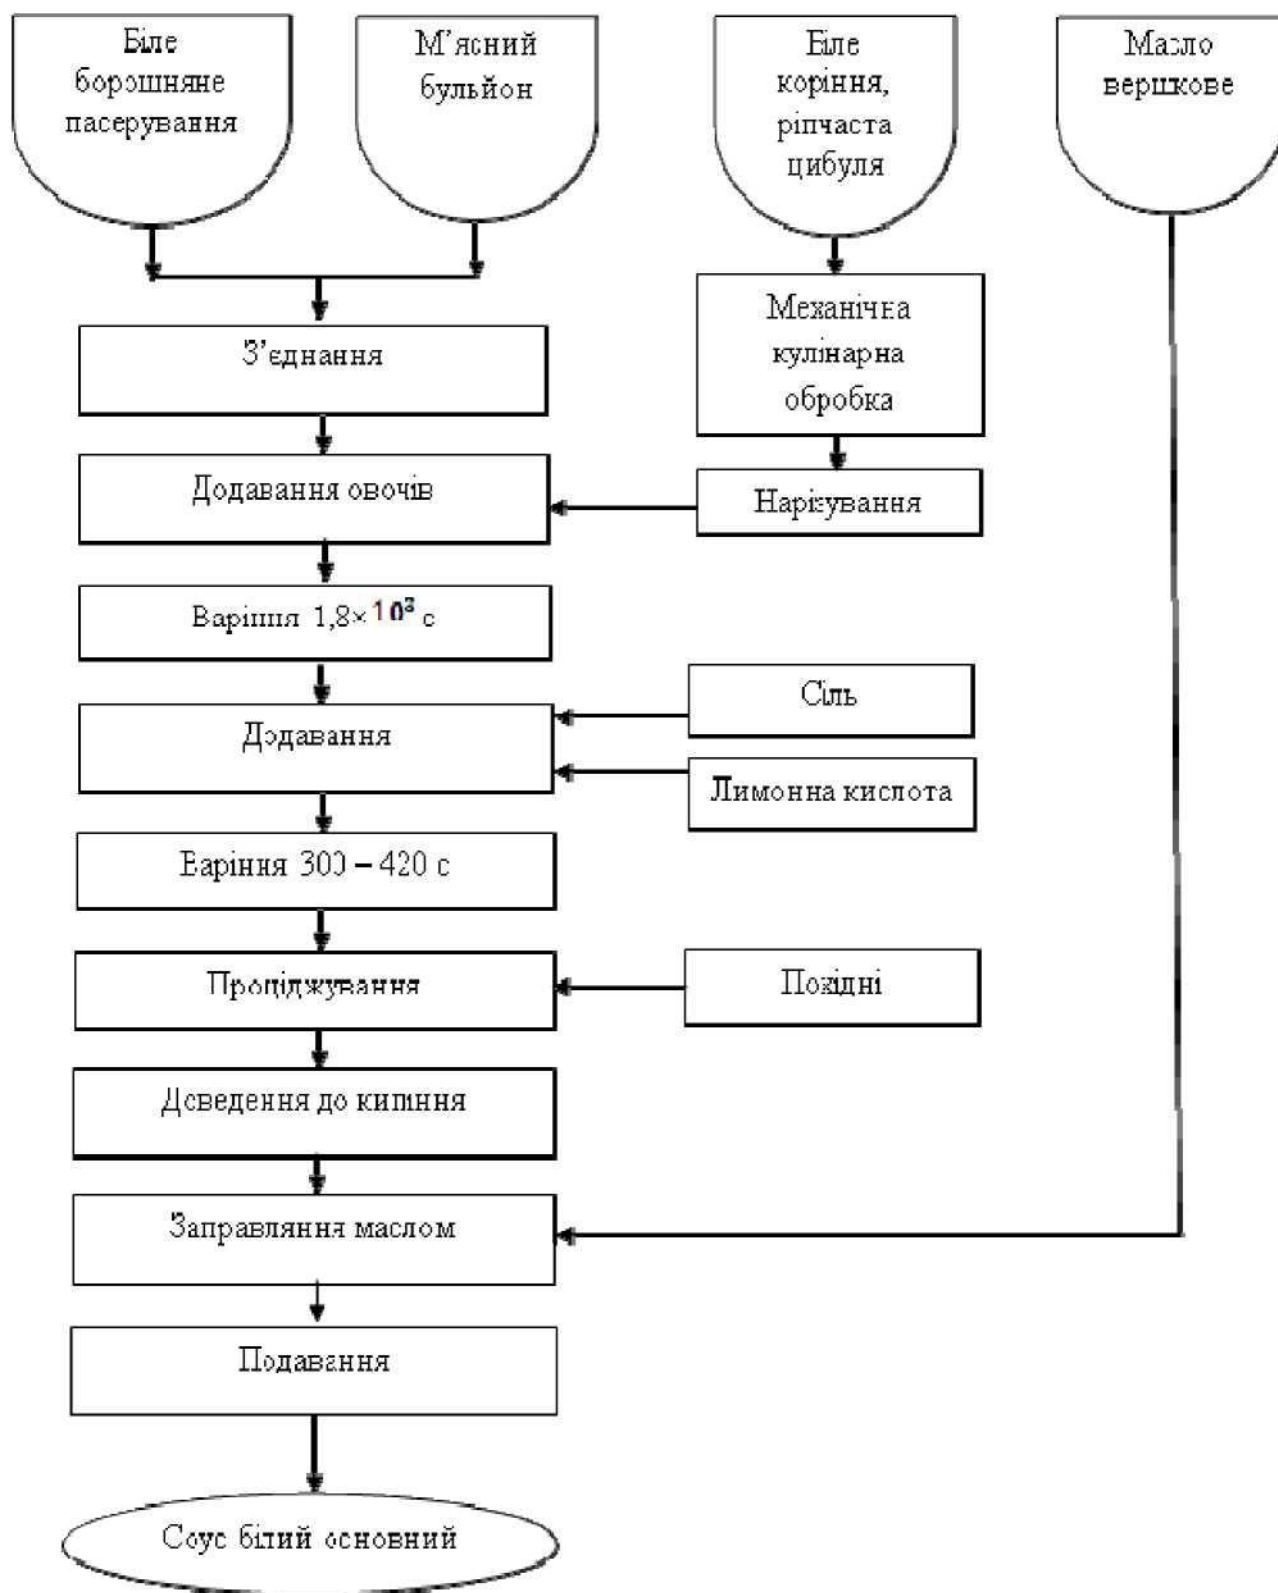 Біле
борошняне
пасерування
М’ясний
бульйон
Біле
коріння,
ріпчаста
цибуля
Масло
вершкове
Механічка
кулінарна
обробка
З’єднання
Додавання овочів
Нарізування
Варіння 1,8×10³ с
Сіль
Додавання
Лимонна кислота
Варіння 300 – 420 с
Проціджування
Похідні
Доведення до кипіння
Заправляння маслом
Подавання
Соус білий основний